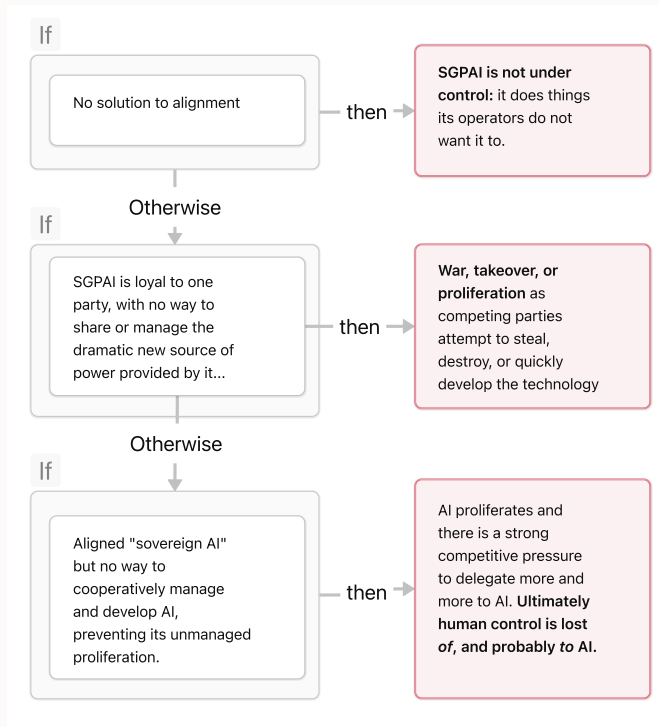 If
No solution to alignment
then
SGPAI is not under
control: it does things
its operators do not
want it to.
Otherwise
If
SGPAI is loyal to one
party, with no way to
share or manage the
dramatic new source of
power provided by it...
then
War, takeover, or
proliferation as
competing parties
attempt to steal,
destroy, or quickly
develop the technology
Otherwise
If
Aligned "sovereign AI"
but no way to
cooperatively manage
and develop AI,
preventing its unmanaged
proliferation.
then
AI proliferates and
there is a strong
competitive pressure
to delegate more and
more to AI. Ultimately
human control is lost
of, and probably to AI.